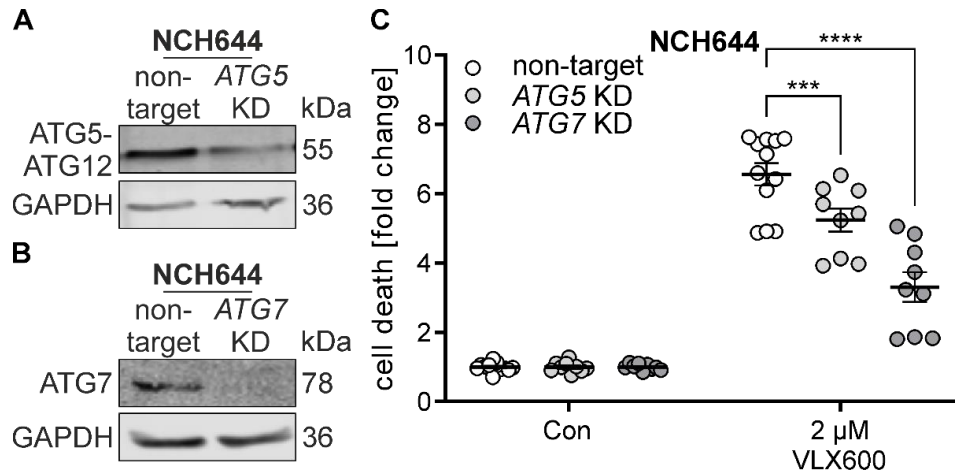 A
NCH644
non-
target
ATG5
KD
kDa
ATG5-
ATG12
55
GAPDH
36
B
NCH644
non-
target
ATG7
KD
kDa
ATG7
78
GAPDH
36
C
NCH644
non-target
ATG5 KD
ATG7 KD
****
***
cell death [fold change]
10
8
6
4
2
0
Con
2 µM
VLX600